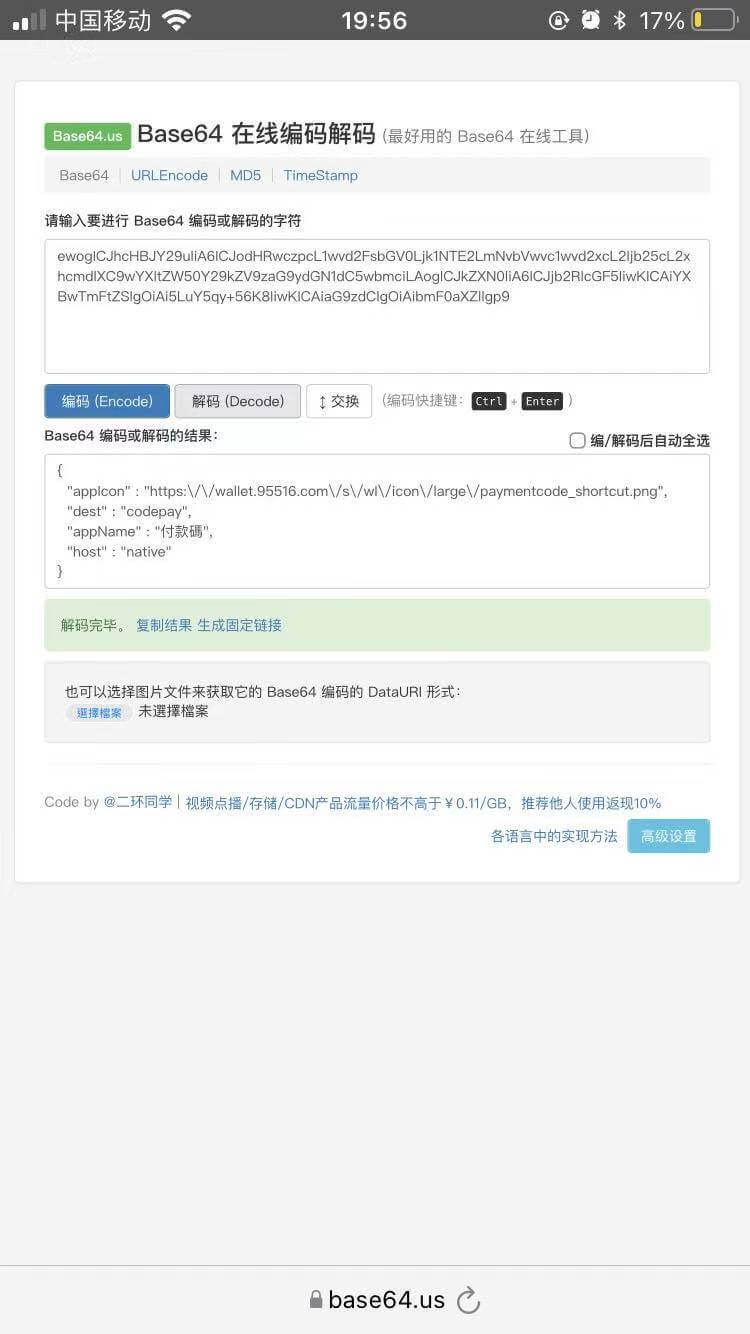 中国移动 19:56 17%
Base64.us Base64 在线编码解码 (最好用的 Base64 在线工具)
Base64 | URLEncode | MD5 | TimeStamp
请输入要进行 Base64 编码或解码的字符
ewogICJhcHBJY29uIiA6ICJodHRwczpcL1wvd2FsbGV0Ljk1NTE2LmNvbVwvc1wvd2xcL2ljb25cL2x
hcmdlXC9wYXltZW50Y29kZV9zaG9ydGN1dC5wbmciLAogICJkZXN0IiA6ICJjb2RlcGF5IiwKICAiYX
BwTmFtZSIgOiAi5LuY5qy+56K8IiwKICAiaG9zdCIgOiAibmF0aXZlIgp9
编码 (Encode) 解码 (Decode) ↕ 交换 (编码快捷键: Ctrl + Enter )
Base64 编码或解码的结果: 编/解码后自动全选
{
"appIcon" : "https:\/\/wallet.95516.com\/s\/wl\/icon\/large\/paymentcode_shortcut.png",
"dest" : "codepay",
"appName" : "付款碼",
"host" : "native"
}
解码完毕。 复制结果 生成固定链接
也可以选择图片文件来获取它的 Base64 编码的 DataURI 形式:
選擇檔案 未選擇檔案
Code by @二环同学 | 视频点播/存储/CDN产品流量价格不高于￥0.11/GB，推荐他人使用返现10%
各语言中的实现方法 高级设置
base64.us